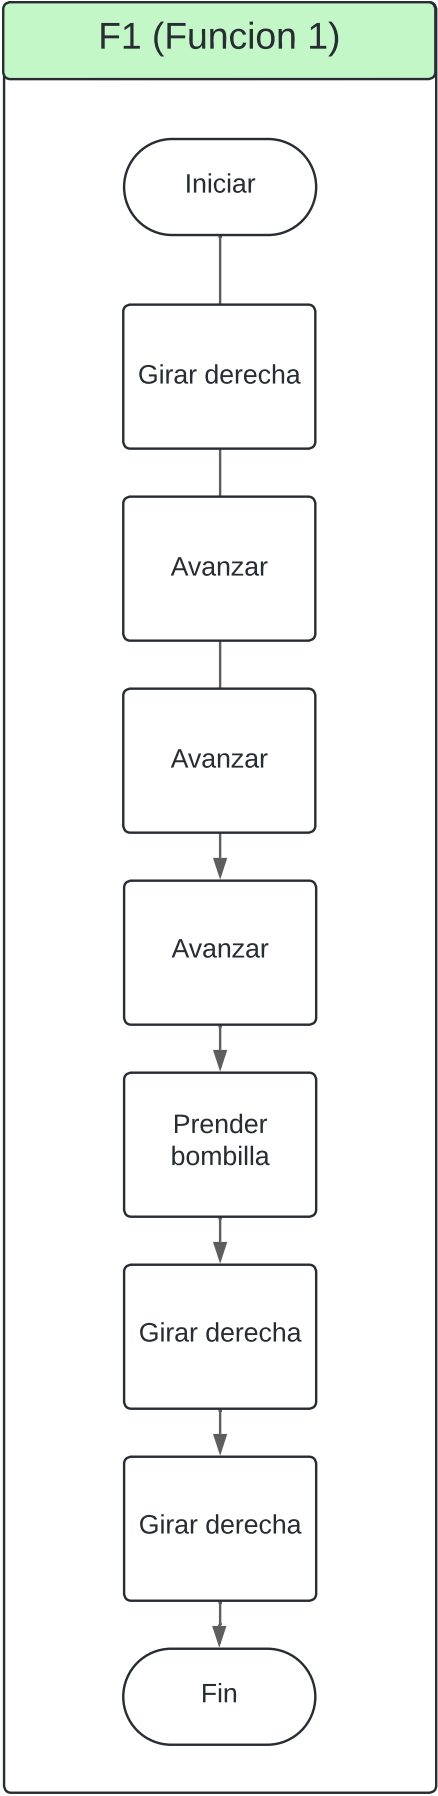 F1 (Funcion 1)
Iniciar
Girar derecha
Avanzar
Avanzar
Avanzar
Prender
bombilla
Girar derecha
Girar derecha
Fin